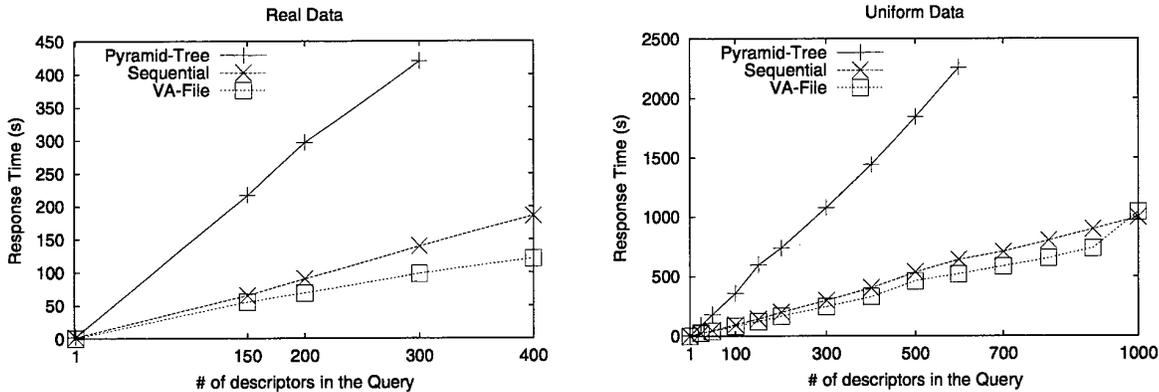 Real Data
450
400
350
300
250
200
150
100
50
0
Response Time (s)
Pyramid-Tree
Sequential
VA-File
1 150 200 300 400
# of descriptors in the Query
Uniform Data
2500
2000
1500
1000
500
0
Response Time (s)
Pyramid-Tree
Sequential
VA-File
1 100 300 500 700 1000
# of descriptors in the Query